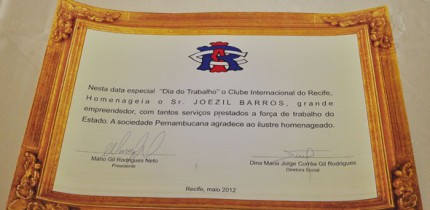 Nesta data especial "Dia do Trabalho" o Clube Internacional do Recife,
Homenageia o Sr. JOEZIL BARROS, grande
empreendedor, com tantos serviços prestados a força de trabalho do
Estado. A sociedade Pernambucana agradece ao ilustre homenageado.
Mário Gil Rodrigues Neto
Presidente
Dina Maria Jorge Corrêa Gil Rodrigues
Diretora Social
Recife, maio 2012